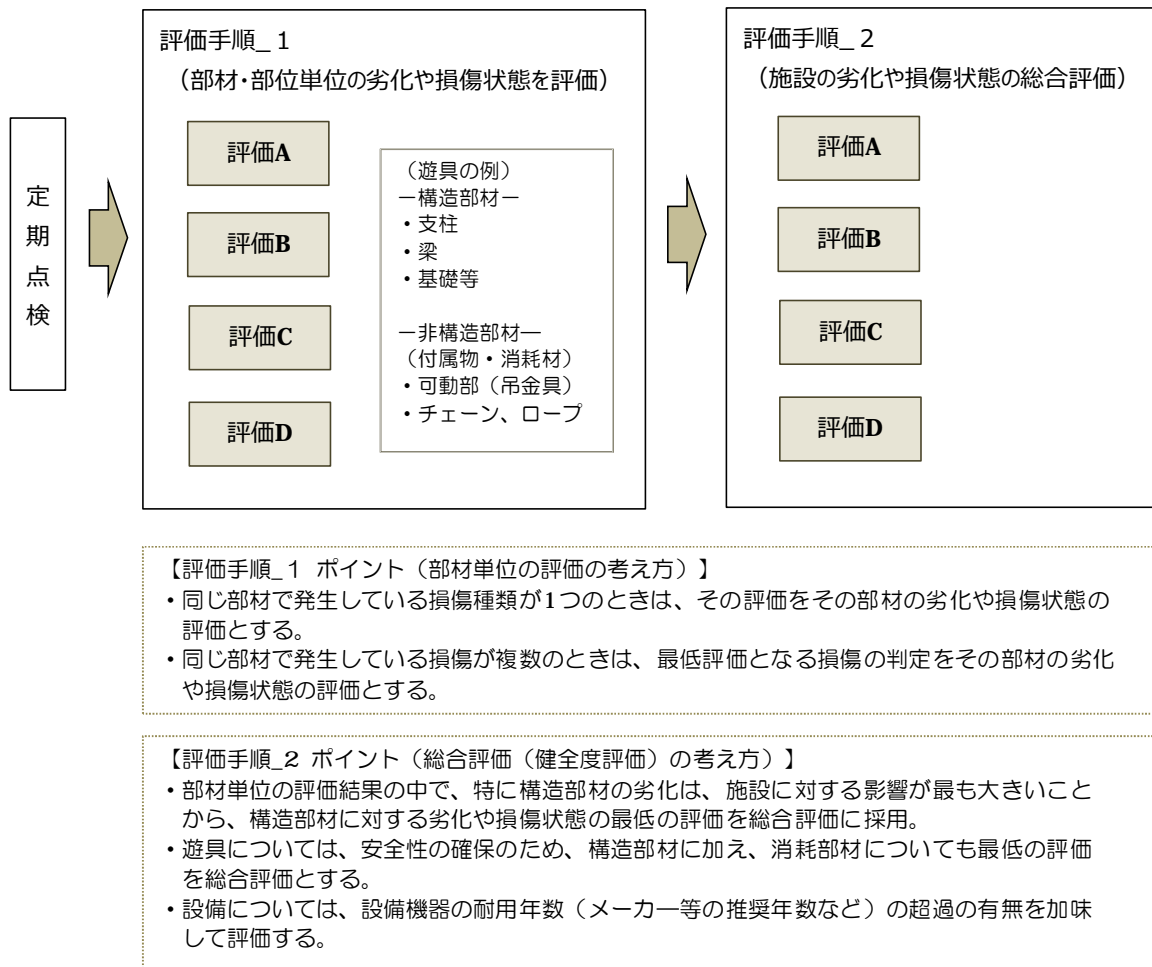 定期点検
評価手順_1
(部材・部位単位の劣化や損傷状態を評価)
評価A
評価B
評価C
評価D
(遊具の例)
ー構造部材ー
・支柱
・梁
・基礎等
ー非構造部材―
(付属物・消耗材)
・可動部(吊金具)
・チェーン、ロープ
評価手順_2
(施設の劣化や損傷状態の総合評価)
評価A
評価B
評価C
評価D
【評価手順_1 ポイント(部材単位の評価の考え方)】
・同じ部材で発生している損傷種類が1つのときは、その評価をその部材の劣化や損傷状態の
評価とする。
・同じ部材で発生している損傷が複数のときは、最低評価となる損傷の判定をその部材の劣化
や損傷状態の評価とする。
【評価手順_2 ポイント(総合評価(健全度評価)の考え方)】
・部材単位の評価結果の中で、特に構造部材の劣化は、施設に対する影響が最も大きいこと
から、構造部材に対する劣化や損傷状態の最低の評価を総合評価に採用。
・遊具については、安全性の確保のため、構造部材に加え、消耗部材についても最低の評価
を総合評価とする。
・設備については、設備機器の耐用年数(メーカー等の推奨年数など)の超過の有無を加味
して評価する。